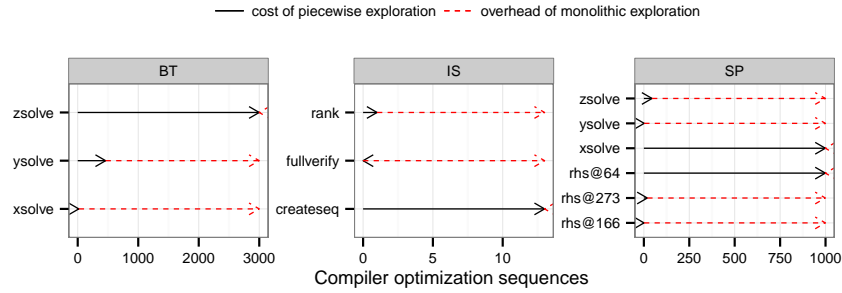 cost of piecewise exploration overhead of monolithic exploration
BT
zsolve
ysolve
xsolve
0 1000 2000 3000
IS
rank
fullverify
createseq
0 5 10
SP
zsolve
ysolve
xsolve
rhs@64
rhs@273
rhs@166
0 250 500 750 1000
Compiler optimization sequences